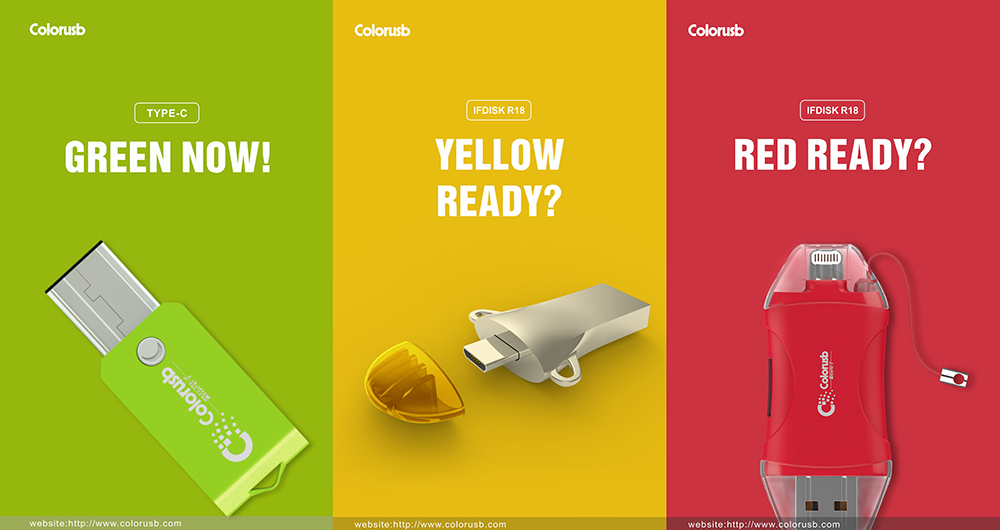 Colorusb
TYPE-C
GREEN NOW!
Colorusb
website:http://www.colorusb.com
Colorusb
IFDISK R18
YELLOW
READY?
website:http://www.colorusb.com
Colorusb
IFDISK R18
RED READY?
Colorusb
website:http://www.colorusb.com